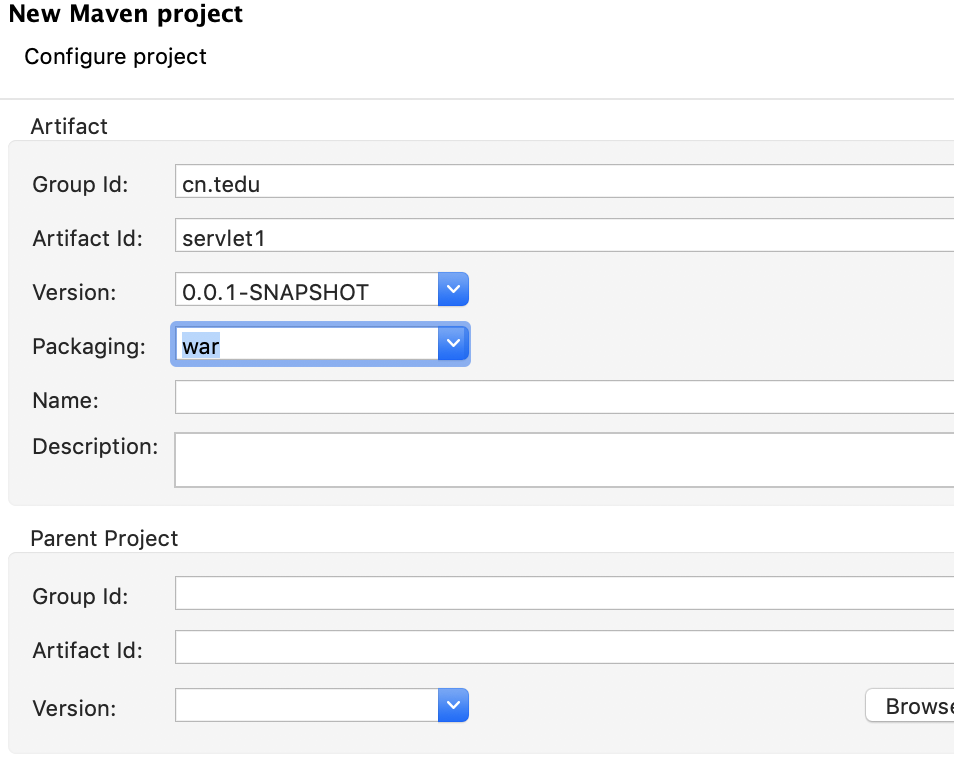 New Maven project
Configure project
Artifact
Group Id: cn.tedu
Artifact Id: servlet1
Version: 0.0.1-SNAPSHOT
Packaging: war
Name:
Description:
Parent Project
Group Id:
Artifact Id:
Version:
Browse